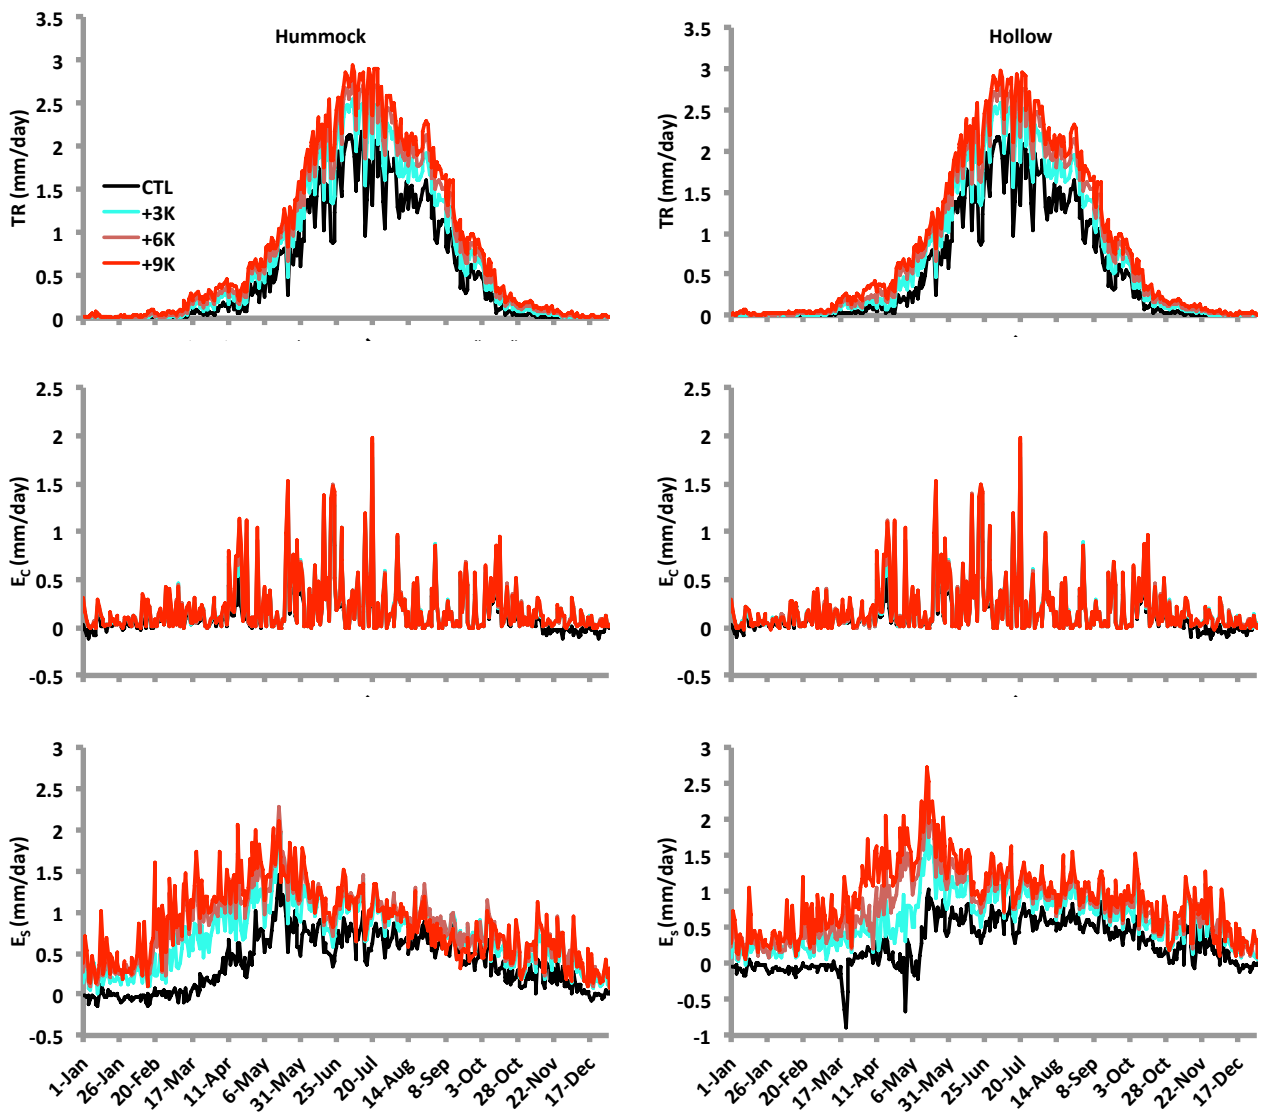 Hummock
TR (mm/day)
3.5
3
2.5
2
1.5
1
0.5
0
CTL
+3K
+6K
+9K
Hollow
TR (mm/day)
3.5
3
2.5
2
1.5
1
0.5
0
E_C (mm/day)
2.5
2
1.5
1
0.5
0
-0.5
E_C (mm/day)
2.5
2
1.5
1
0.5
0
-0.5
E_S (mm/day)
3
2.5
2
1.5
1
0.5
0
-0.5
1-Jan
26-Jan
20-Feb
17-Mar
11-Apr
6-May
31-May
25-Jun
20-Jul
14-Aug
8-Sep
3-Oct
28-Oct
22-Nov
17-Dec
E_s (mm/day)
3
2.5
2
1.5
1
0.5
0
-0.5
-1
1-Jan
26-Jan
20-Feb
17-Mar
11-Apr
6-May
31-May
25-Jun
20-Jul
14-Aug
8-Sep
3-Oct
28-Oct
22-Nov
17-Dec